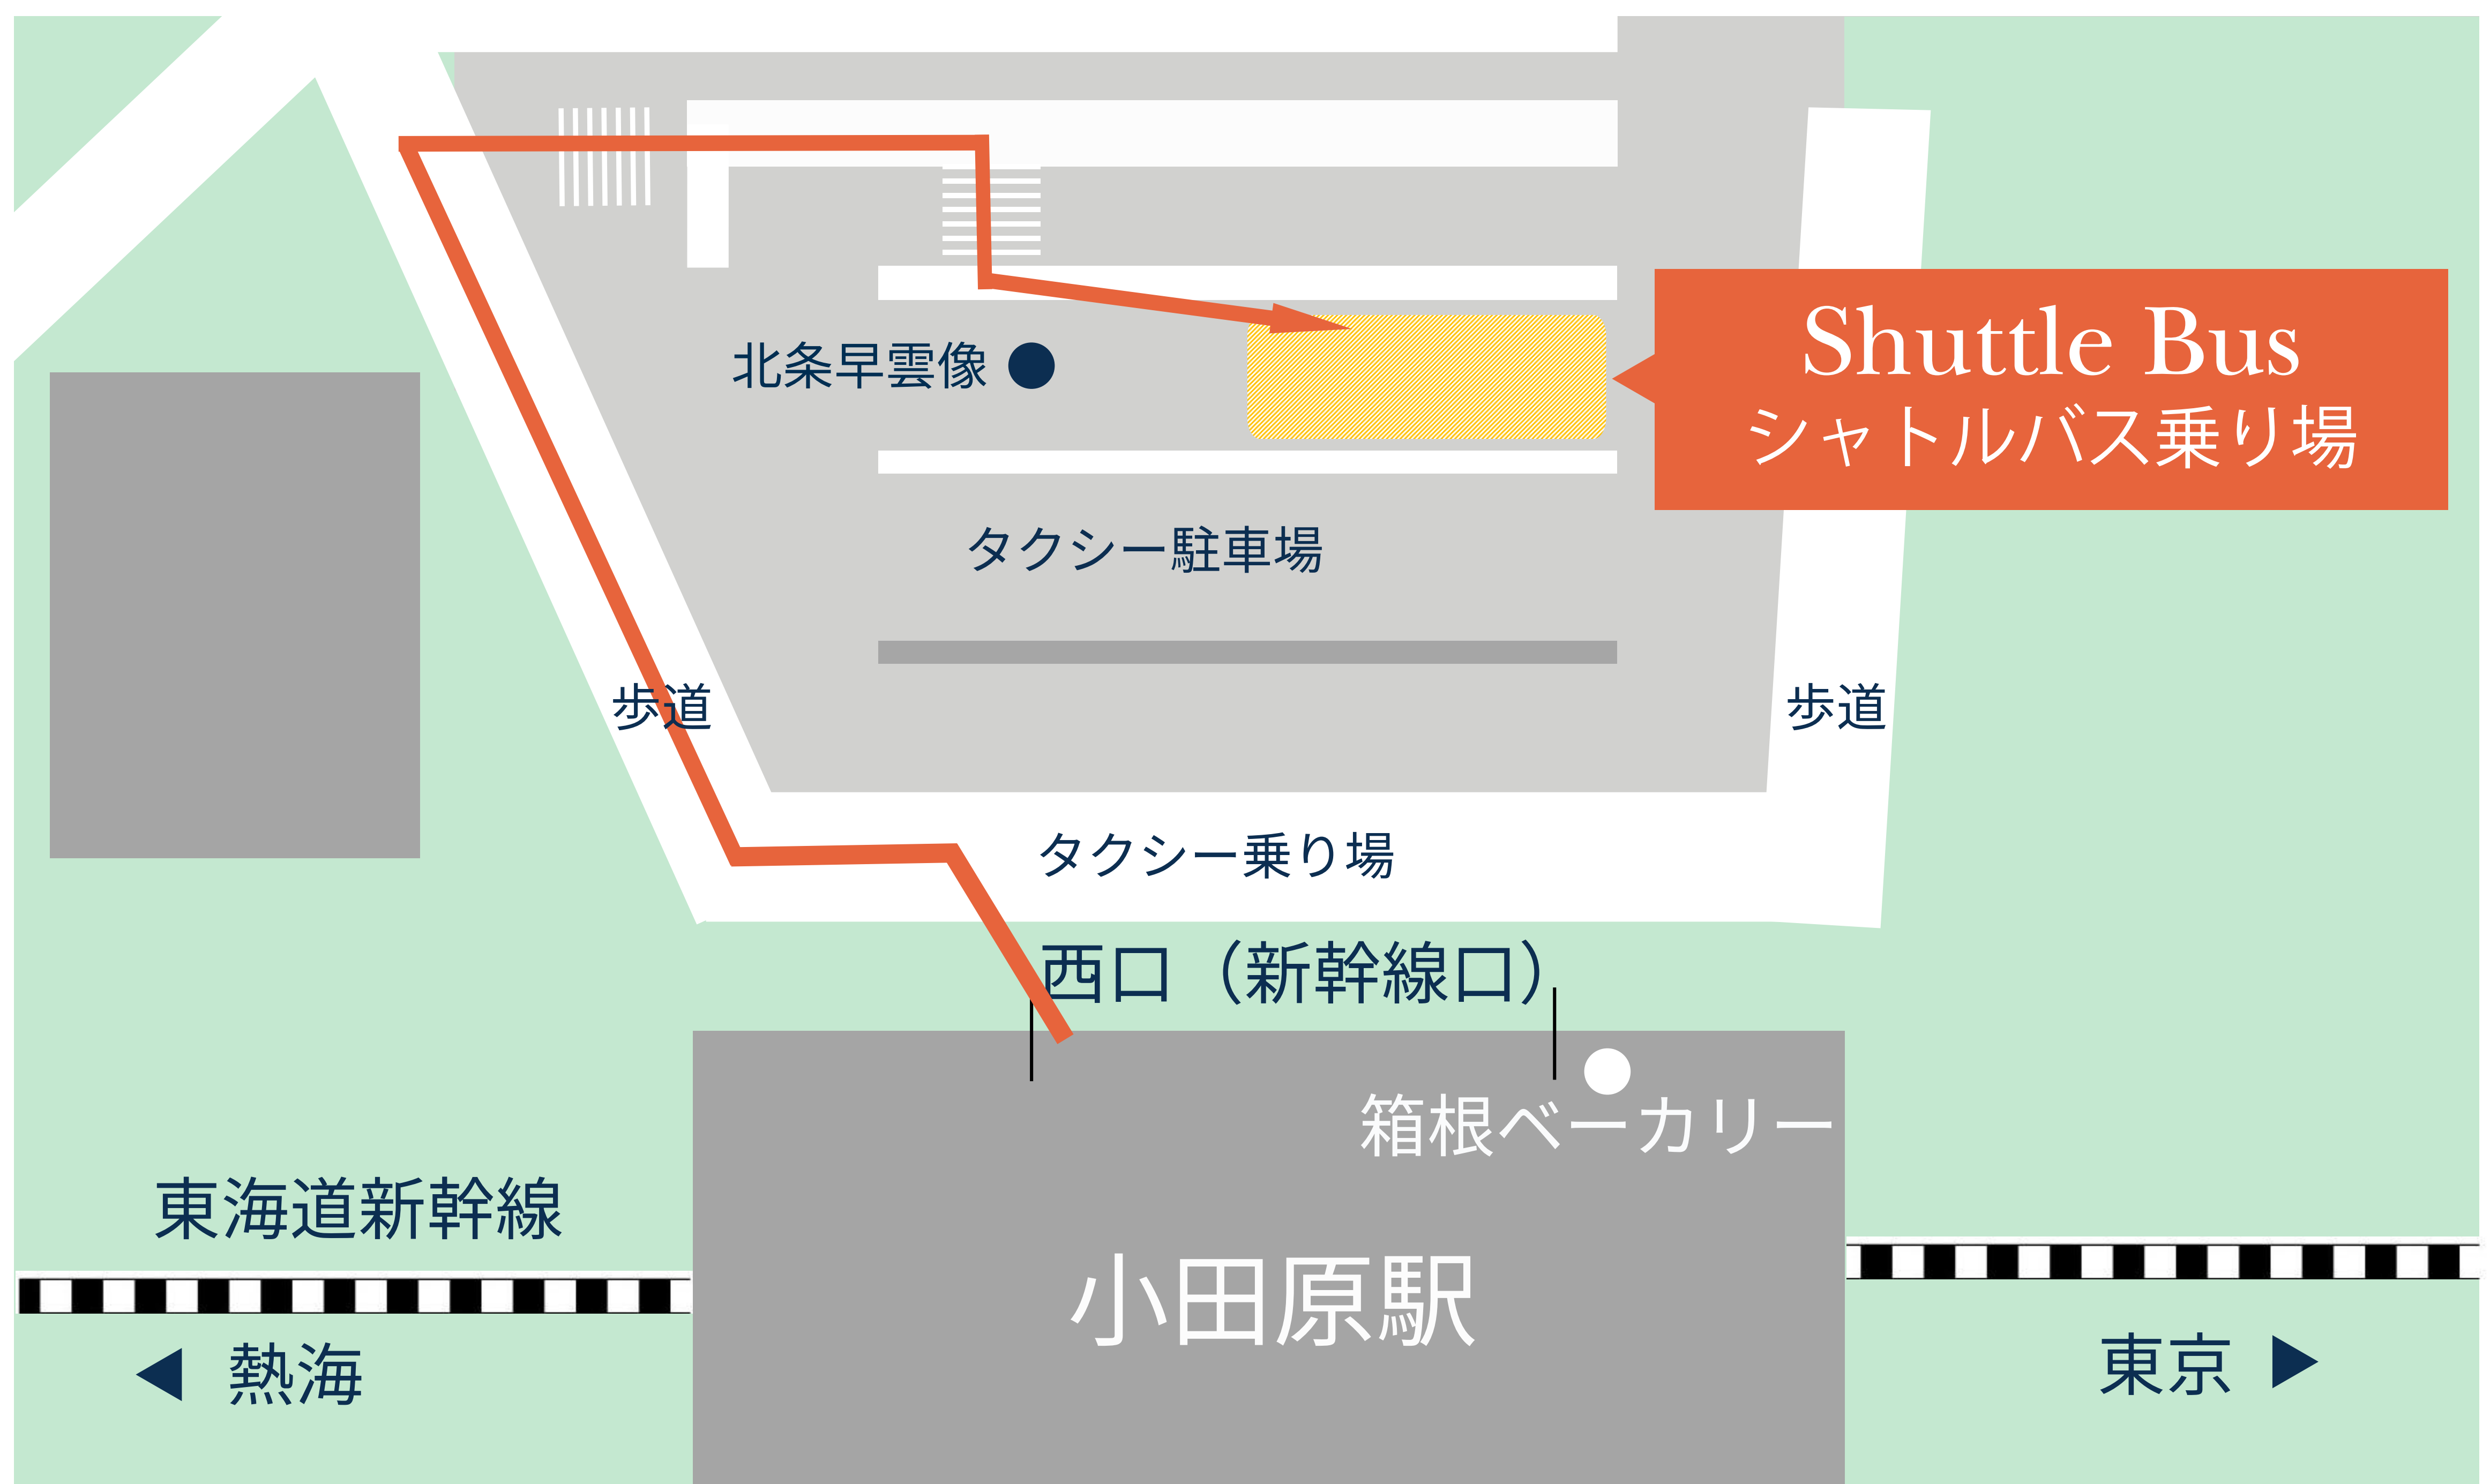 Shuttle Bus
シャトルバス乗り場
北条早雲像
タクシー駐車場
歩道
歩道
タクシー乗り場
西口（新幹線口）
箱根ベーカリー
東海道新幹線
小田原駅
熱海
東京